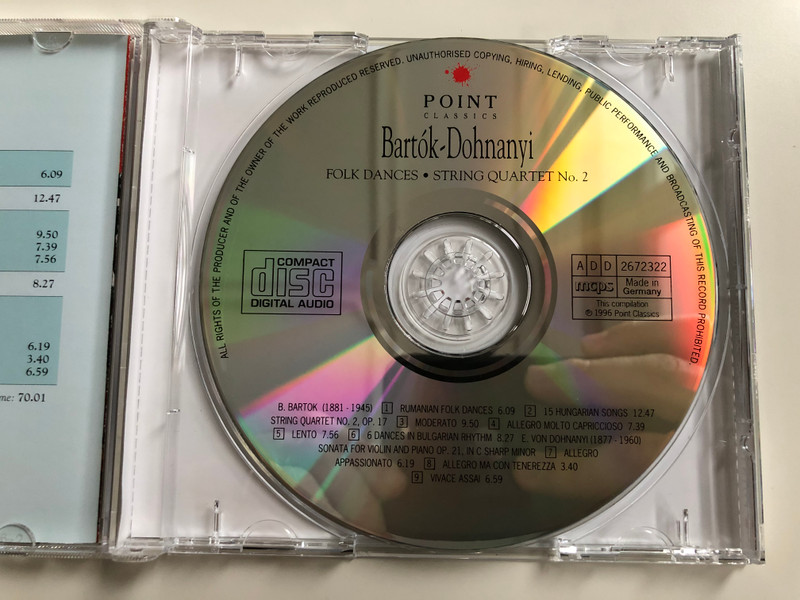 6.09
12.47
9.50
7.39
7.56
8.27
6.19
3.40
6.59
me: 70.01
ALL RIGHTS OF THE PRODUCER AND OF THE OWNER OF THE WORK REPRODUCED RESERVED. UNAUTHORISED COPYING, HIRING, LENDING, PUBLIC PERFORMANCE AND BROADCASTING OF THIS RECORD PROHIBITED.
POINT
CLASSICS
Bartók-Dohnanyi
FOLK DANCES • STRING QUARTET No. 2
COMPACT
disc
DIGITAL AUDIO
A D D 2672322
mcps Made in Germany
This compilation
℗ 1996 Point Classics
B. BARTOK (1881 - 1945) 1 RUMANIAN FOLK DANCES 6.09 2 15 HUNGARIAN SONGS 12.47
STRING QUARTET NO. 2, OP. 17 3 MODERATO 9.50 4 ALLEGRO MOLTO CAPRICCIOSO 7.39
5 LENTO 7.56 6 6 DANCES IN BULGARIAN RHYTHM 8.27 E. VON DOHNANYI (1877 - 1960)
SONATA FOR VIOLIN AND PIANO OP. 21, IN C SHARP MINOR 7 ALLEGRO
APPASSIONATO 6.19 8 ALLEGRO MA CON TENEREZZA 3.40
9 VIVACE ASSAI 6.59